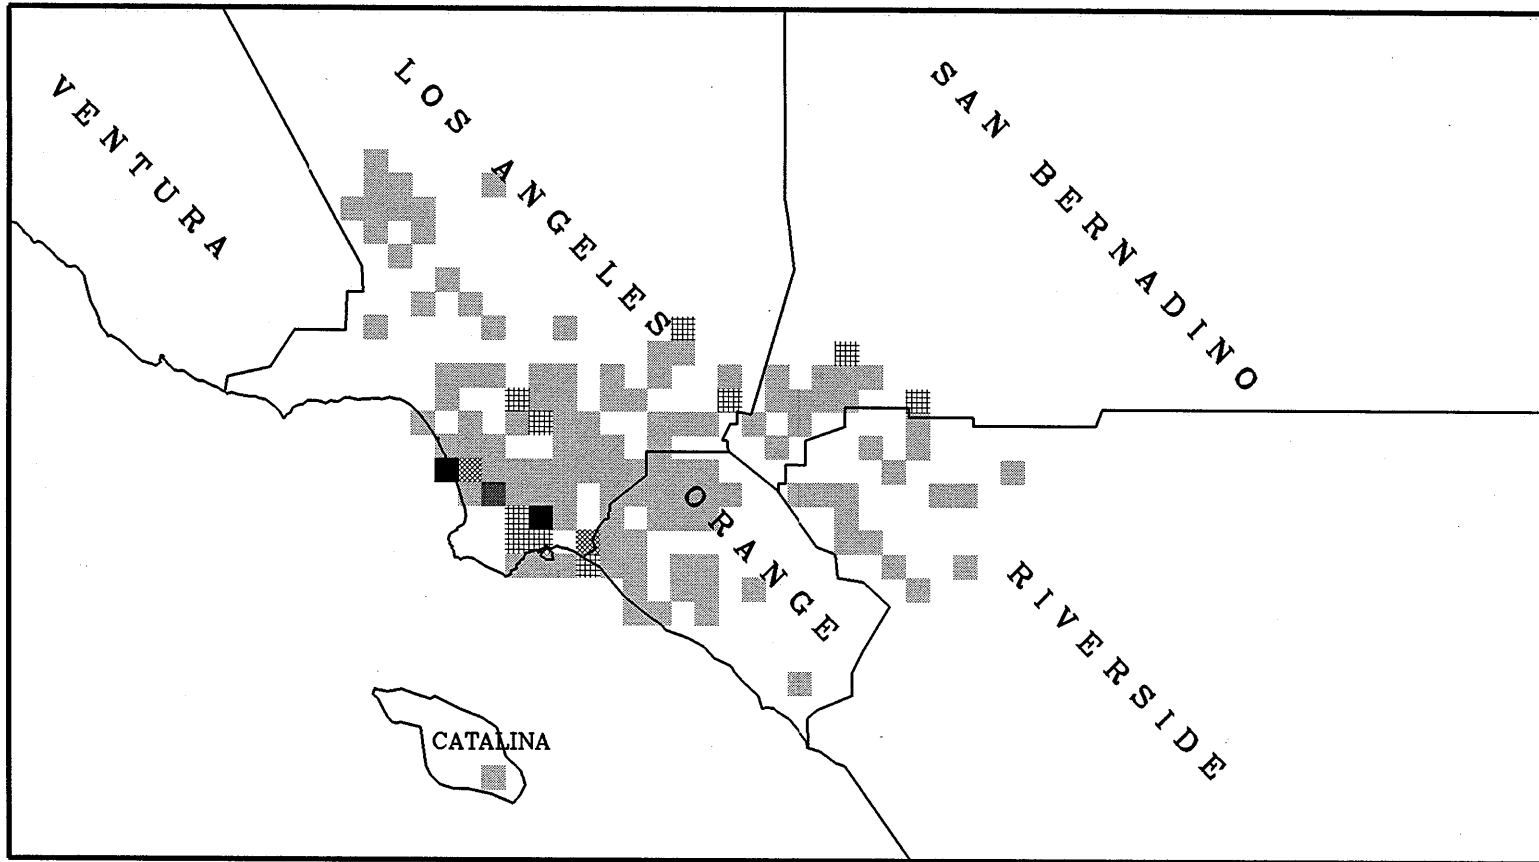 VENTURA
LOS ANGELES
SAN BERNADINO
ORANGE
RIVERSIDE
CATALINA